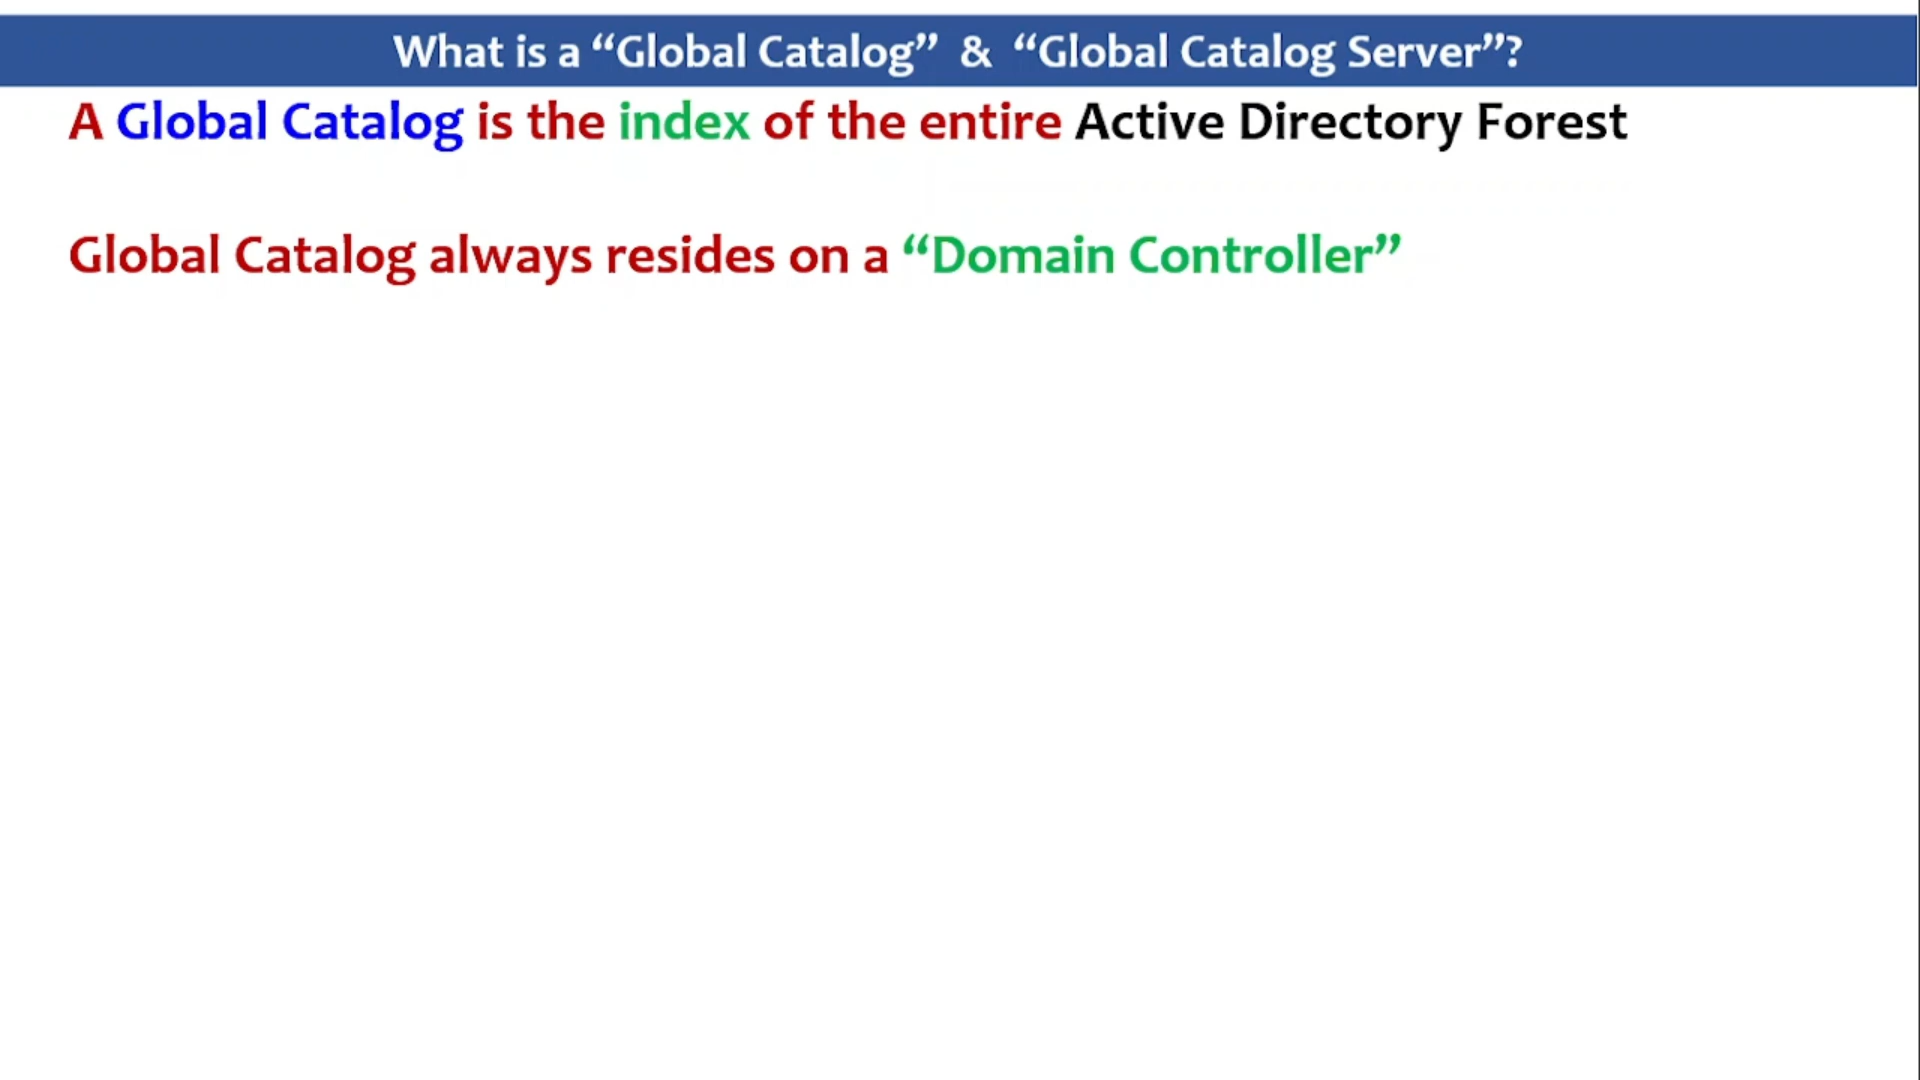 What is a “Global Catalog” & “Global Catalog Server”?
A Global Catalog is the index of the entire Active Directory Forest
Global Catalog always resides on a “Domain Controller”